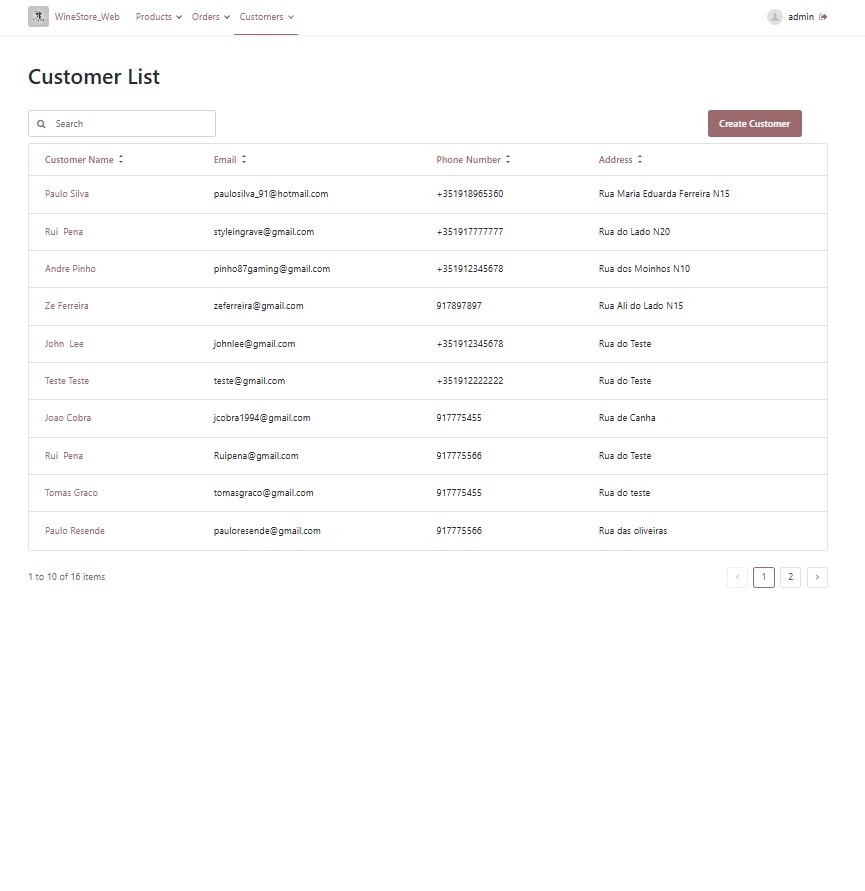 WineStore_Web Products Orders Customers admin
Customer List
Search Create Customer
Customer Name Email Phone Number Address
Paulo Silva paulosilva_91@hotmail.com +351918965360 Rua Maria Eduarda Ferreira N15
Rui  Pena styleingrave@gmail.com +351917777777 Rua do Lado N20
Andre Pinho pinho87gaming@gmail.com +351912345678 Rua dos Moinhos N10
Ze Ferreira zeferreira@gmail.com 917897897 Rua Ali do Lado N15
John  Lee johnlee@gmail.com +351912345678 Rua do Teste
Teste Teste teste@gmail.com +351912222222 Rua do Teste
Joao Cobra jcobra1994@gmail.com 917775455 Rua de Canha
Rui  Pena Ruipena@gmail.com 917775566 Rua do Teste
Tomas Graco tomasgraco@gmail.com 917775455 Rua do teste
Paulo Resende pauloresende@gmail.com 917775566 Rua das oliveiras
1 to 10 of 16 items 1 2